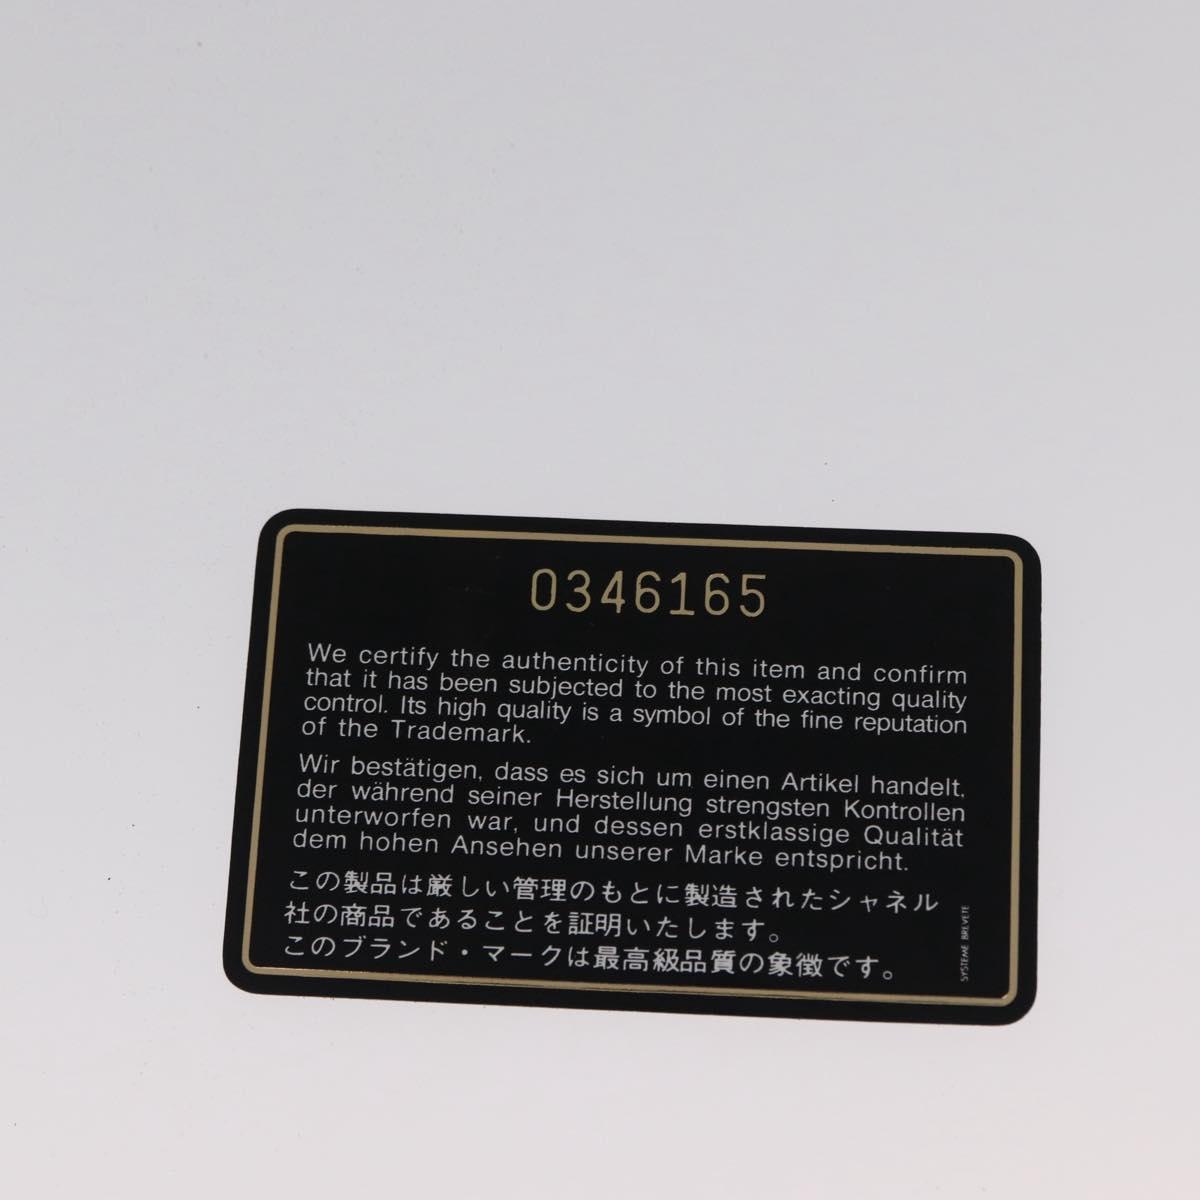 0346165
We certify the authenticity of this item and confirm
that it has been subjected to the most exacting quality
control. Its high quality is a symbol of the fine reputation
of the Trademark.
Wir bestätigen, dass es sich um einen Artikel handelt,
der während seiner Herstellung strengsten Kontrollen
unterworfen war, und dessen erstklassige Qualität
dem hohen Ansehen unserer Marke entspricht.
この製品は厳しい管理のもとに製造されたシャネル
社の商品であることを証明いたします。
このブランド・マークは最高級品質の象徴です。
SYSTEME BREVETE